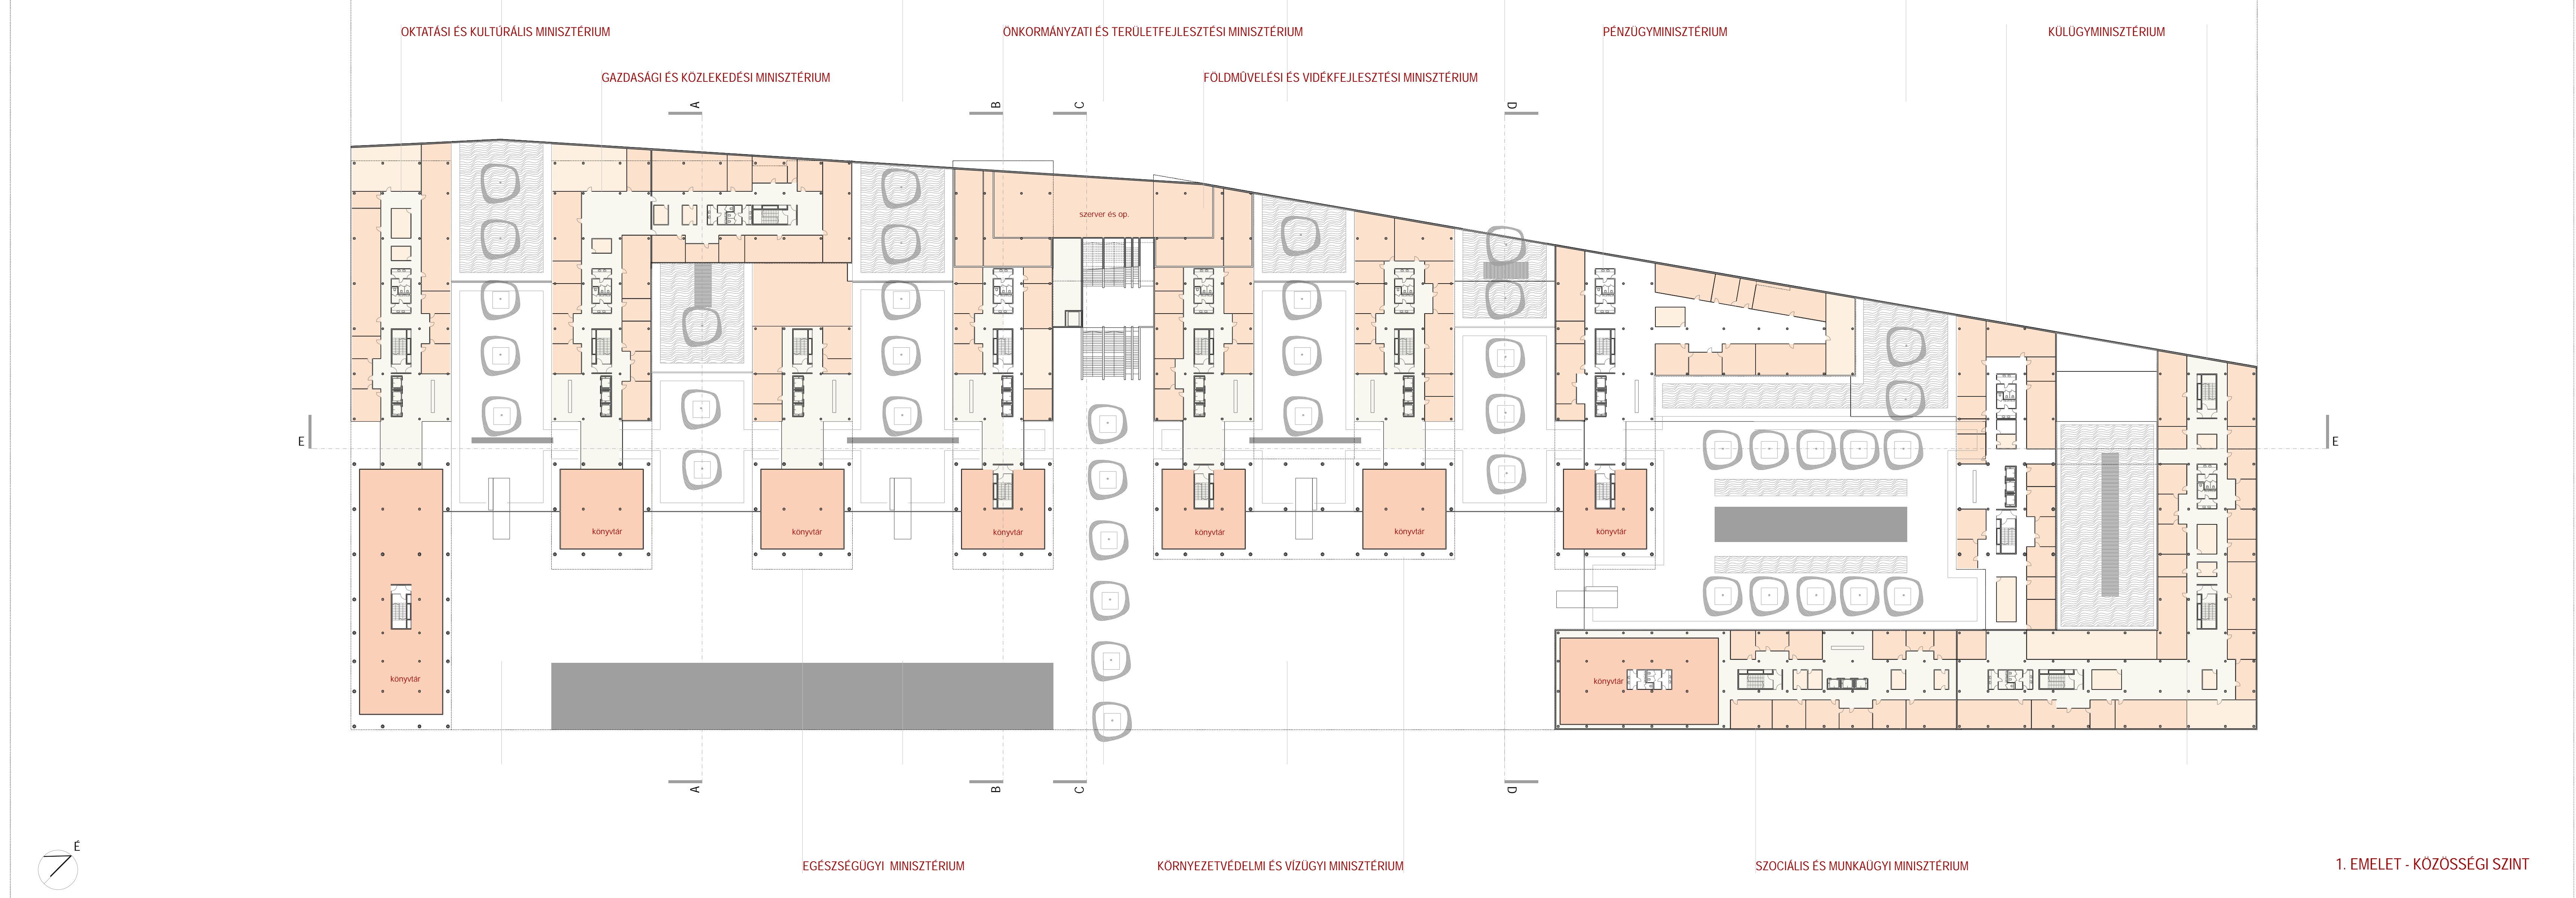 OKTATÁSI ÉS KULTÚRÁLIS MINISZTÉRIUM
ÖNKORMÁNYZATI ÉS TERÜLETFEJLESZTÉSI MINISZTÉRIUM
PÉNZÜGYMINISZTÉRIUM
KÜLÜGYMINISZTÉRIUM
GAZDASÁGI ÉS KÖZLEKEDÉSI MINISZTÉRIUM
FÖLDMŰVELÉSI ÉS VIDÉKFEJLESZTÉSI MINISZTÉRIUM
A
B
C
D
szerver és op.
E
E
könyvtár
könyvtár
könyvtár
könyvtár
könyvtár
könyvtár
könyvtár
könyvtár
A
B
C
D
É
EGÉSZSÉGÜGYI MINISZTÉRIUM
KÖRNYEZETVÉDELMI ÉS VÍZÜGYI MINISZTÉRIUM
SZOCIÁLIS ÉS MUNKAÜGYI MINISZTÉRIUM
1. EMELET - KÖZÖSSÉGI SZINT